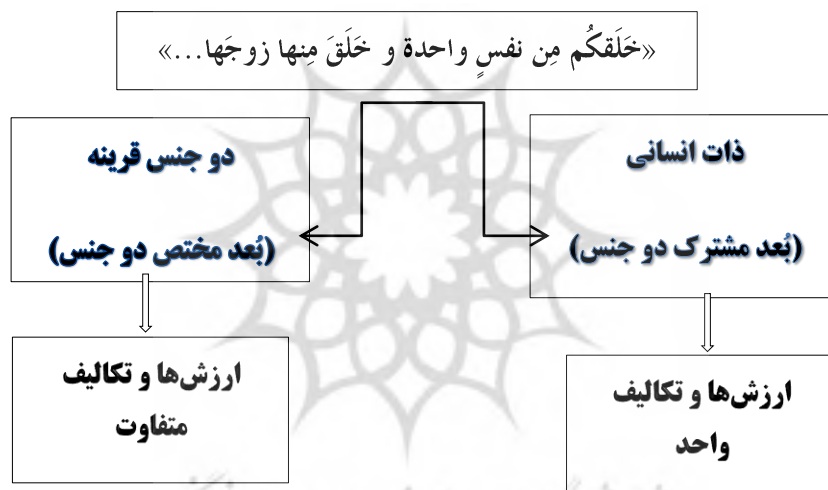 «خَلَقكُم مِن نفسٍ واحدة و خَلَقَ مِنها زوجَها...»
ذات انسانی
(بُعد مشترک دو جنس)
دو جنس قرینه
(بُعد مختص دو جنس)
ارزش‌ها و تکالیف
واحد
ارزش‌ها و تکالیف
متفاوت